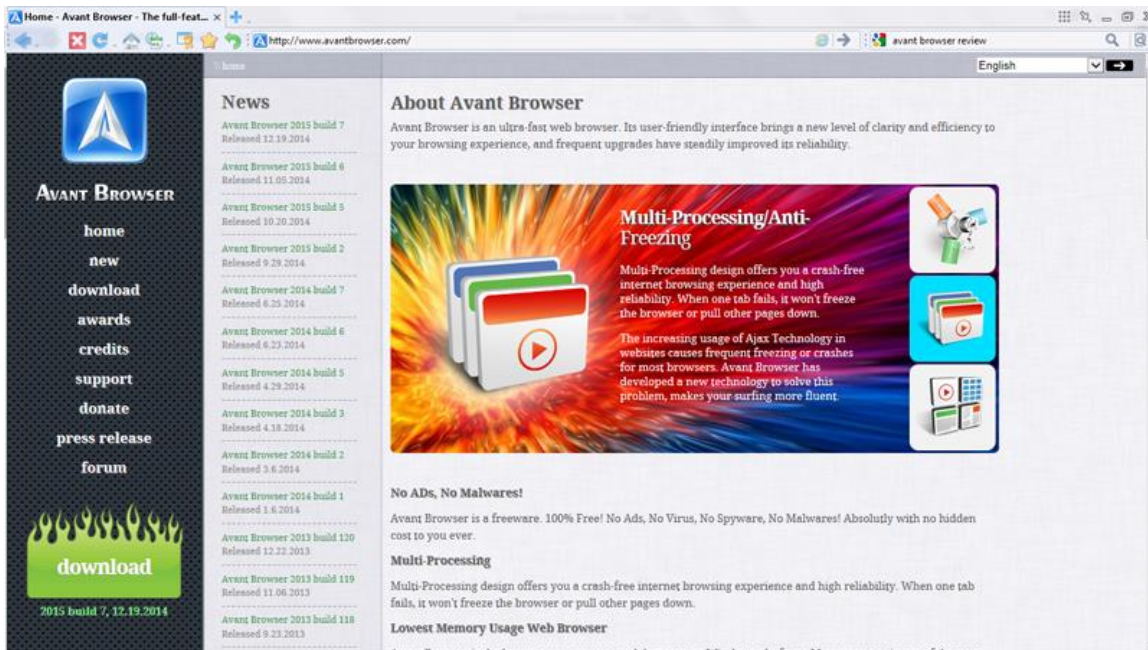 Home - Avant Browser - The full-feat...
http://www.avantbrowser.com/
avant browser review
\\ home
English
AVANT BROWSER
home
new
download
awards
credits
support
donate
press release
forum
download
2015 build 7, 12.19.2014
News
Avant Browser 2015 build 7
Released 12.19.2014
Avant Browser 2015 build 6
Released 11.05.2014
Avant Browser 2015 build 5
Released 10.20.2014
Avant Browser 2015 build 2
Released 9.29.2014
Avant Browser 2014 build 7
Released 6.25.2014
Avant Browser 2014 build 6
Released 6.23.2014
Avant Browser 2014 build 5
Released 4.29.2014
Avant Browser 2014 build 3
Released 4.18.2014
Avant Browser 2014 build 2
Released 3.6.2014
Avant Browser 2014 build 1
Released 1.6.2014
Avant Browser 2013 build 120
Released 12.22.2013
Avant Browser 2013 build 119
Released 11.06.2013
Avant Browser 2013 build 118
Released 9.23.2013
About Avant Browser
Avant Browser is an ultra-fast web browser. Its user-friendly interface brings a new level of clarity and efficiency to
your browsing experience, and frequent upgrades have steadily improved its reliability.
Multi-Processing/Anti-
Freezing
Multi-Processing design offers you a crash-free
internet browsing experience and high
reliability. When one tab fails, it won't freeze
the browser or pull other pages down.
The increasing usage of Ajax Technology in
websites causes frequent freezing or crashes
for most browsers. Avant Browser has
developed a new technology to solve this
problem, makes your surfing more fluent.
No ADs, No Malwares!
Avant Browser is a freeware. 100% Free! No Ads, No Virus, No Spyware, No Malwares! Absolutly with no hidden
cost to you ever.
Multi-Processing
Multi-Processing design offers you a crash-free internet browsing experience and high reliability. When one tab
fails, it won't freeze the browser or pull other pages down.
Lowest Memory Usage Web Browser